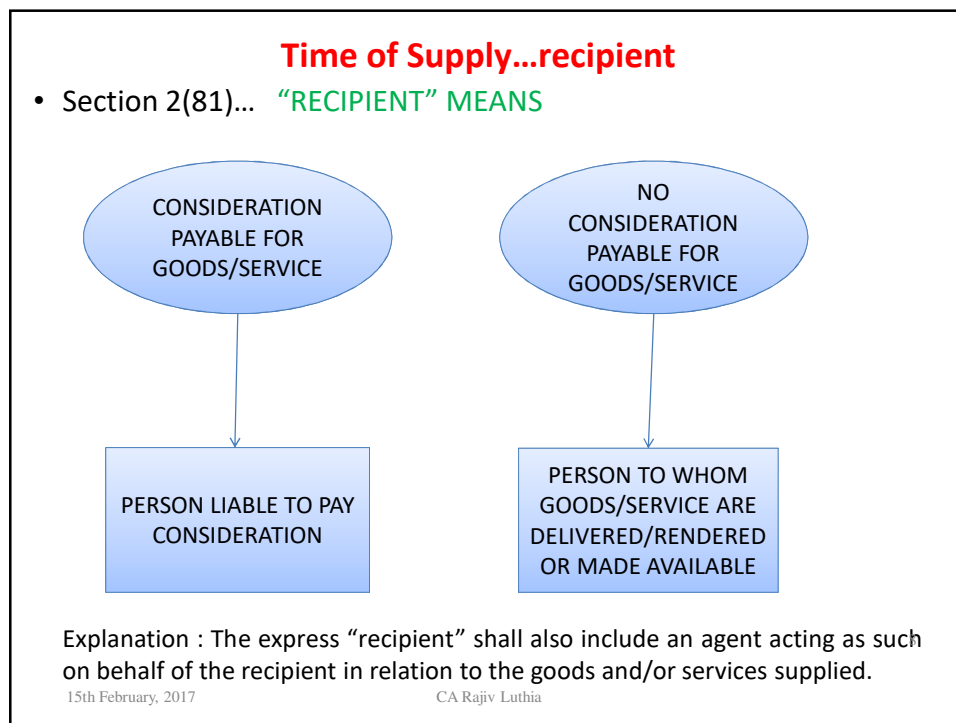 Time of Supply...recipient
• Section 2(81)... “RECIPIENT” MEANS
CONSIDERATION
PAYABLE FOR
GOODS/SERVICE
NO
CONSIDERATION
PAYABLE FOR
GOODS/SERVICE
PERSON LIABLE TO PAY
CONSIDERATION
PERSON TO WHOM
GOODS/SERVICE ARE
DELIVERED/RENDERED
OR MADE AVAILABLE
Explanation : The express “recipient” shall also include an agent acting as such
on behalf of the recipient in relation to the goods and/or services supplied.
15th February, 2017 CA Rajiv Luthia